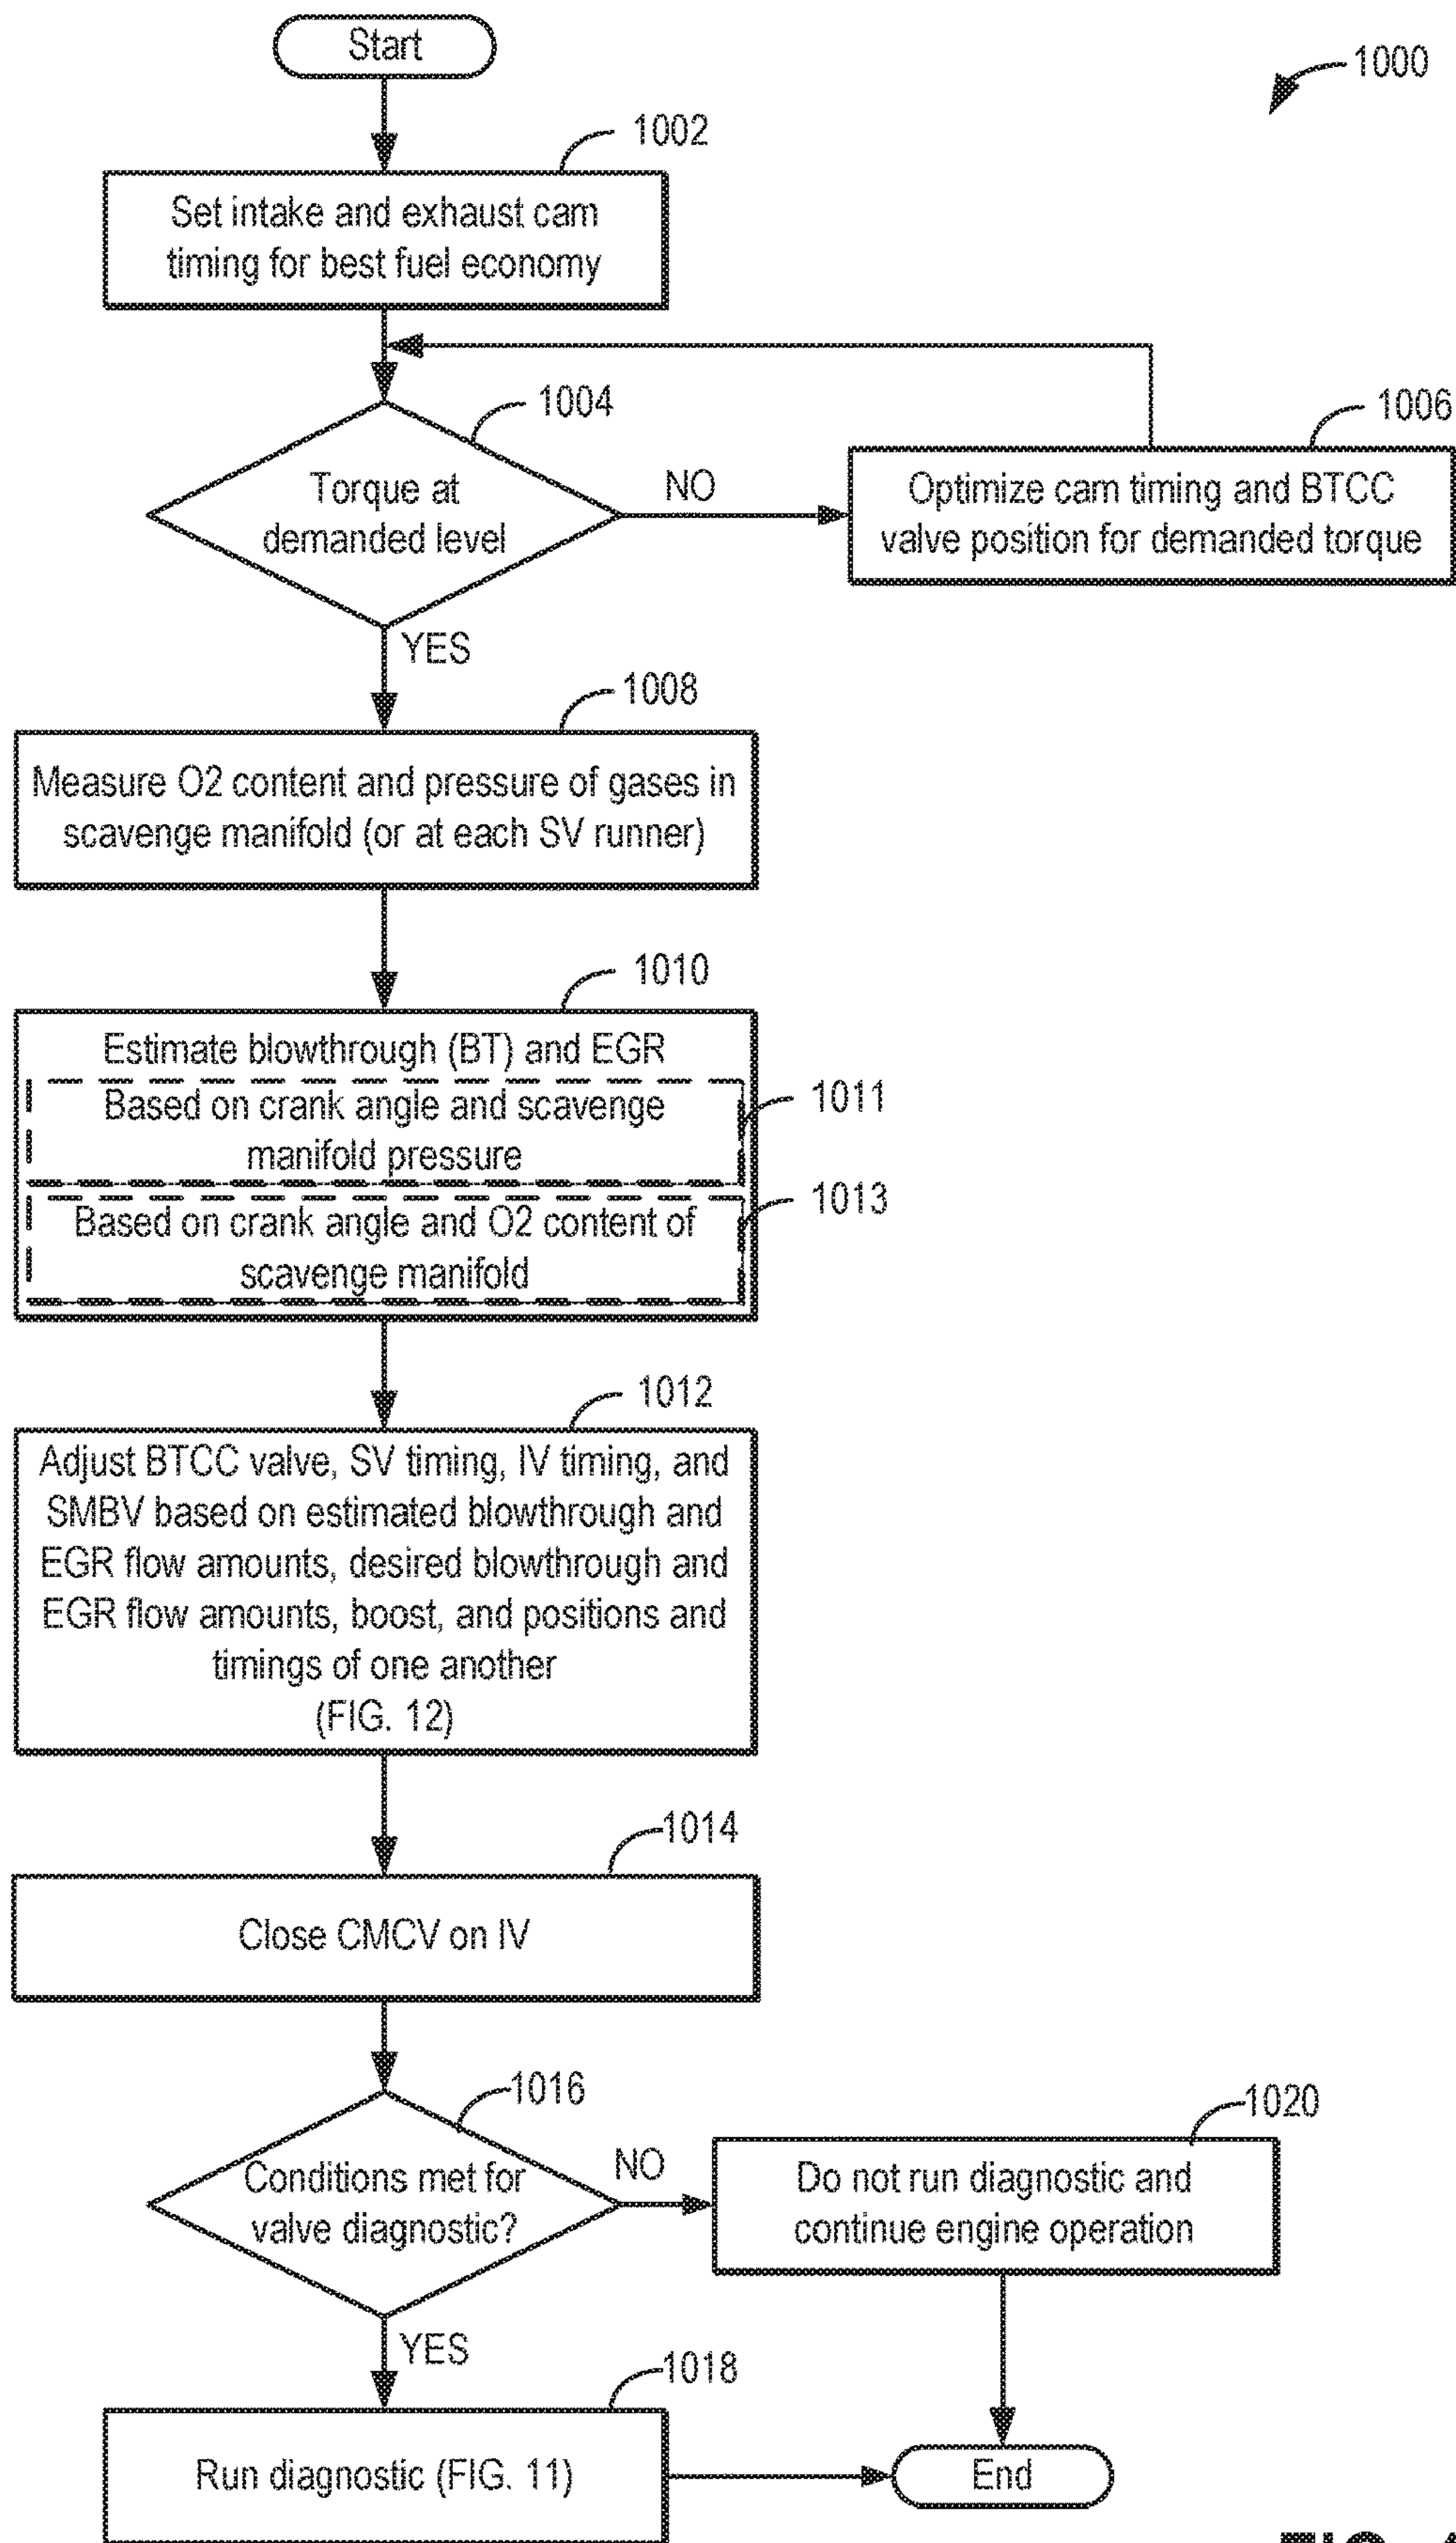 Start
1000
1002
Set intake and exhaust cam
timing for best fuel economy
1004
Torque at
demanded level
NO
1006
Optimize cam timing and BTCC
valve position for demanded torque
YES
1008
Measure O2 content and pressure of gases in
scavenge manifold (or at each SV runner)
1010
Estimate blowthrough (BT) and EGR
1011
Based on crank angle and scavenge
manifold pressure
1013
Based on crank angle and O2 content of
scavenge manifold
1012
Adjust BTCC valve, SV timing, IV timing, and
SMBV based on estimated blowthrough and
EGR flow amounts, desired blowthrough and
EGR flow amounts, boost, and positions and
timings of one another
(FIG. 12)
1014
Close CMCV on IV
1016
Conditions met for
valve diagnostic?
NO
1020
Do not run diagnostic and
continue engine operation
YES
1018
Run diagnostic (FIG. 11)
End